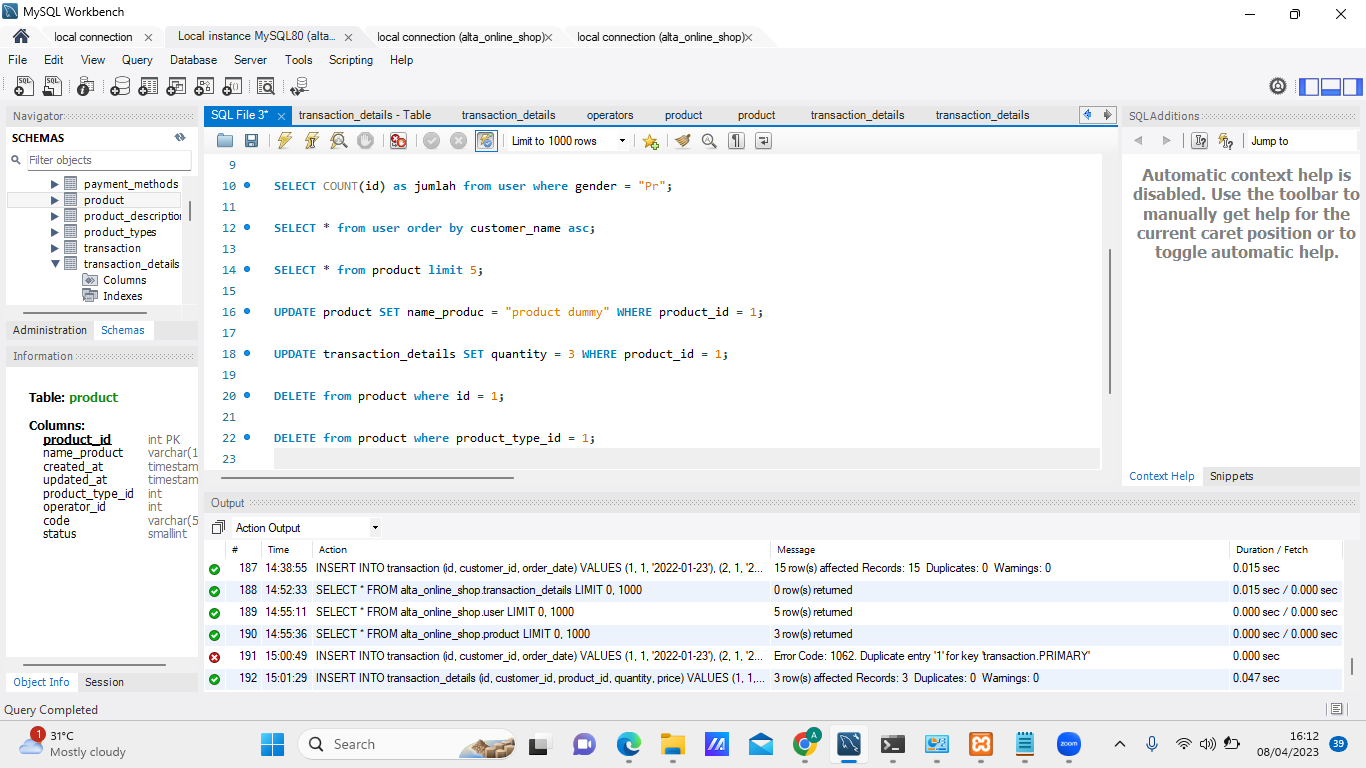 MySQL Workbench
local connection
Local instance MySQL80 (alta...
local connection (alta_online_shop)
local connection (alta_online_shop)
File Edit View Query Database Server Tools Scripting Help
Navigator
SCHEMAS
Filter objects
payment_methods
product
product_description
product_types
transaction
transaction_details
Columns
Indexes
Administration Schemas
Information
Table: product
Columns:
product_id int PK
name_product varchar(1
created_at timestam
updated_at timestam
product_type_id int
operator_id int
code varchar(5
status smallint
Object Info Session
SQL File 3* transaction_details - Table transaction_details operators product product transaction_details transaction_details
Limit to 1000 rows
9
10 SELECT COUNT(id) as jumlah from user where gender = "Pr";
11
12 SELECT * from user order by customer_name asc;
13
14 SELECT * from product limit 5;
15
16 UPDATE product SET name_produc = "product dummy" WHERE product_id = 1;
17
18 UPDATE transaction_details SET quantity = 3 WHERE product_id = 1;
19
20 DELETE from product where id = 1;
21
22 DELETE from product where product_type_id = 1;
23
SQLAdditions
Jump to
Automatic context help is
disabled. Use the toolbar to
manually get help for the
current caret position or to
toggle automatic help.
Context Help Snippets
Output
Action Output
# Time Action Message Duration / Fetch
187 14:38:55 INSERT INTO transaction (id, customer_id, order_date) VALUES (1, 1, '2022-01-23'), (2, 1, '2... 15 row(s) affected Records: 15 Duplicates: 0 Warnings: 0 0.015 sec
188 14:52:33 SELECT * FROM alta_online_shop.transaction_details LIMIT 0, 1000 0 row(s) returned 0.015 sec / 0.000 sec
189 14:55:11 SELECT * FROM alta_online_shop.user LIMIT 0, 1000 5 row(s) returned 0.000 sec / 0.000 sec
190 14:55:36 SELECT * FROM alta_online_shop.product LIMIT 0, 1000 3 row(s) returned 0.000 sec / 0.000 sec
191 15:00:49 INSERT INTO transaction (id, customer_id, order_date) VALUES (1, 1, '2022-01-23'), (2, 1, '2... Error Code: 1062. Duplicate entry '1' for key 'transaction.PRIMARY' 0.000 sec
192 15:01:29 INSERT INTO transaction_details (id, customer_id, product_id, quantity, price) VALUES (1, 1,... 3 row(s) affected Records: 3 Duplicates: 0 Warnings: 0 0.047 sec
Query Completed
1
31°C
Mostly cloudy
Search
A
zoom
16:12
08/04/2023
39